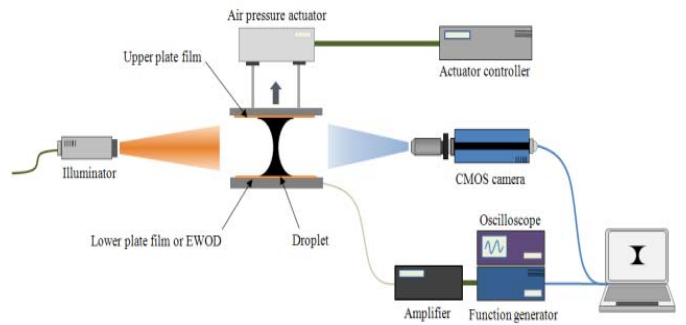 Air pressure actuator
Upper plate film
Actuator controller
Illuminator
CMOS camera
Lower plate film or EWOD
Droplet
Oscilloscope
Amplifier
Function generator